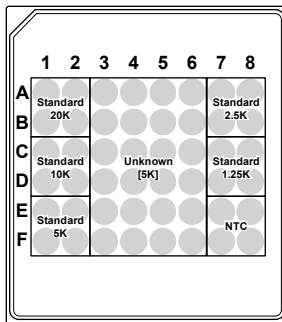 1 2 3 4 5 6 7 8
A
Standard
20K
Standard
2.5K
B
C
Standard
10K
Unknown
[5K]
Standard
1.25K
D
E
Standard
5K
NTC
F